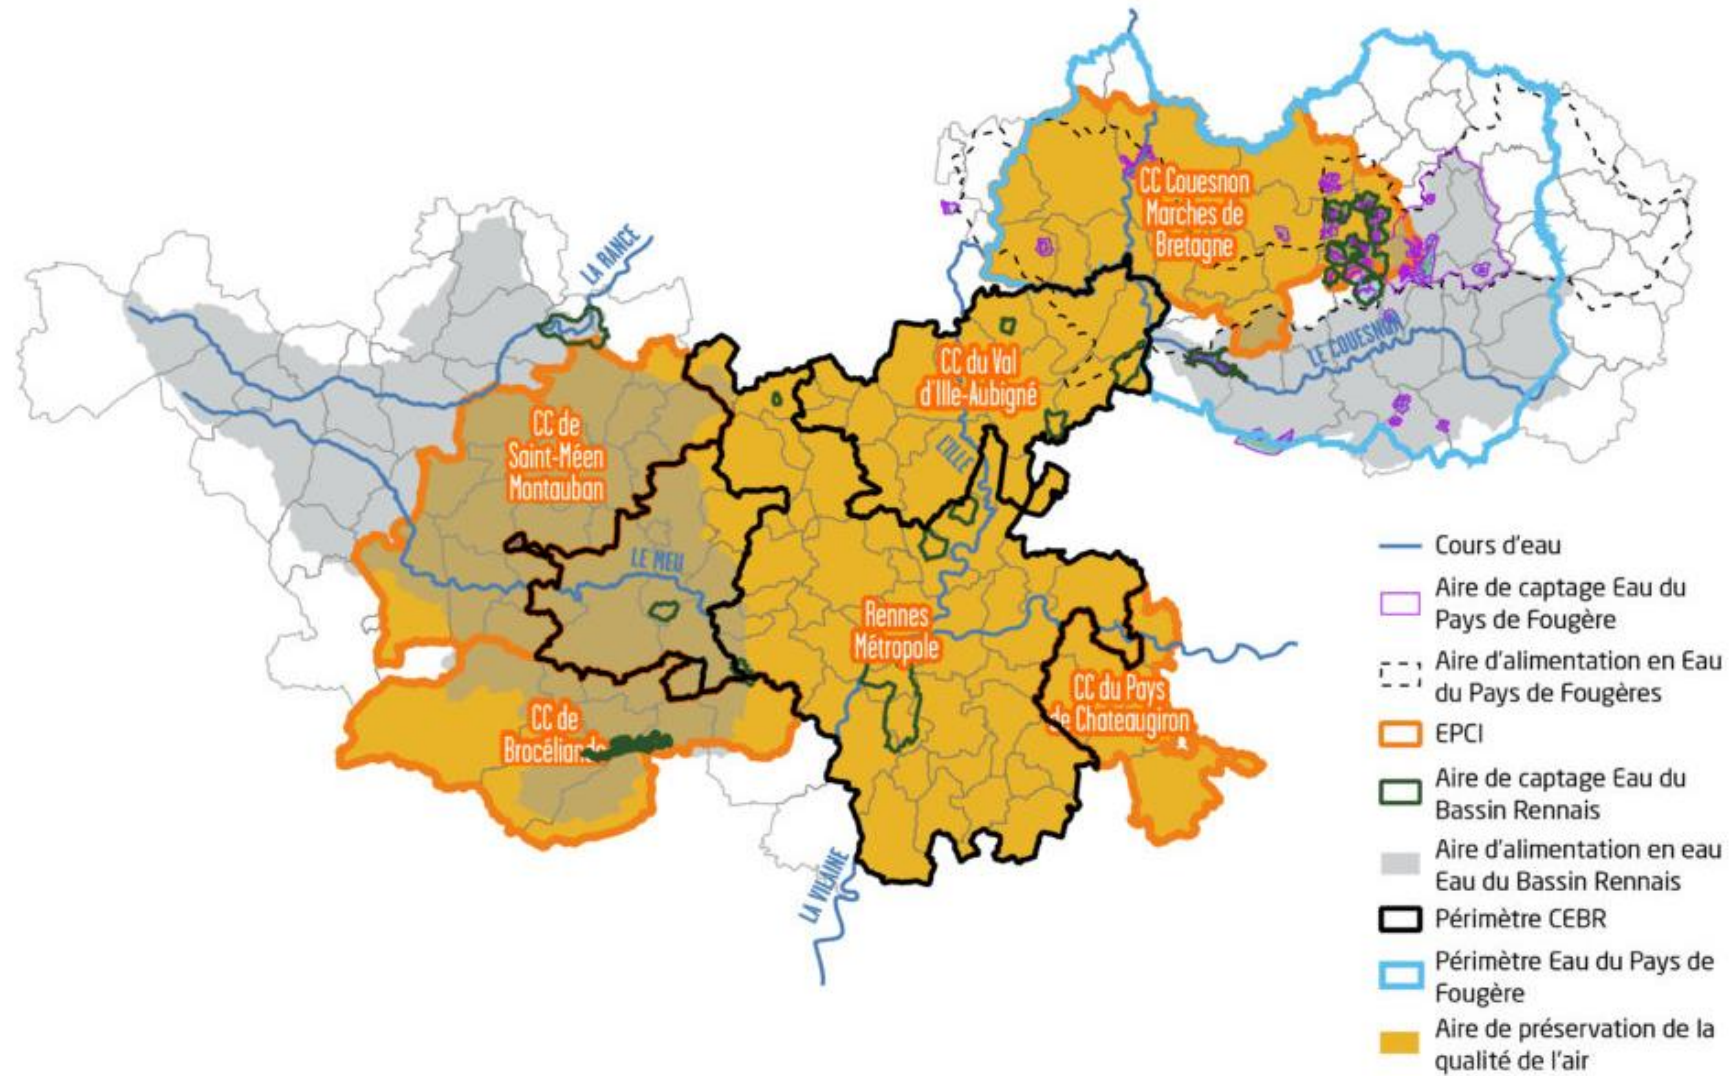 LA RANCE
CC Couesnon
Marches de
Bretagne
LE COUESNON
CC du Val
d'Ille-Aubigné
L'ILLE
CC de
Saint-Méen
Montauban
LE MEU
Rennes
Métropole
CC du Pays
de Chateaugiron
CC de
Brocéliande
LA VILAINE
Cours d'eau
Aire de captage Eau du
Pays de Fougère
Aire d'alimentation en Eau
du Pays de Fougères
EPCI
Aire de captage Eau du
Bassin Rennais
Aire d'alimentation en eau
Eau du Bassin Rennais
Périmètre CEBR
Périmètre Eau du Pays de
Fougère
Aire de préservation de la
qualité de l'air